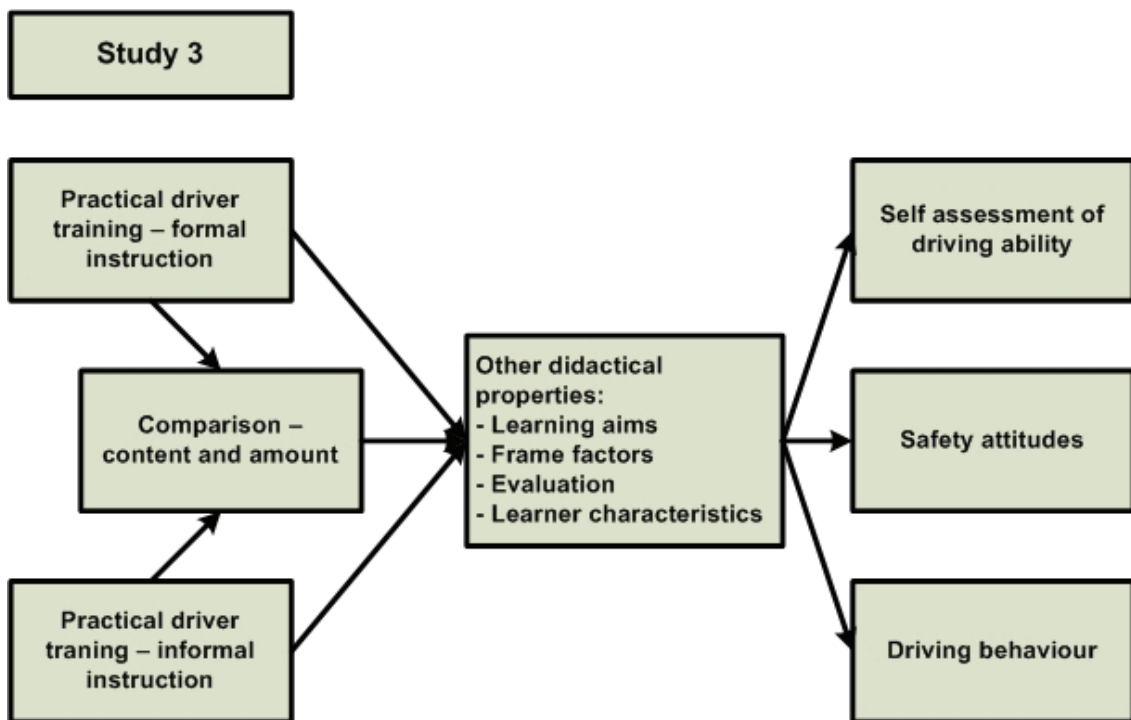 Study 3
Practical driver
training – formal
instruction
Comparison –
content and amount
Practical driver
traning – informal
instruction
Other didactical
properties:
- Learning aims
- Frame factors
- Evaluation
- Learner characteristics
Self assessment of
driving ability
Safety attitudes
Driving behaviour